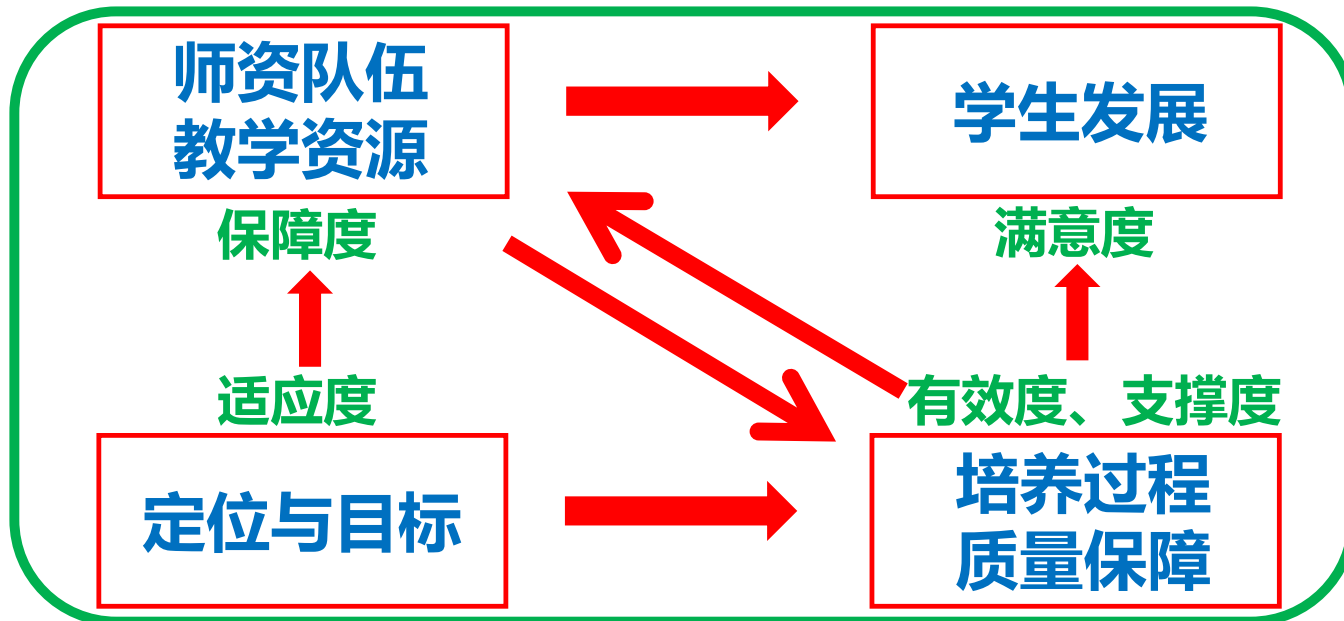 师资队伍
教学资源
学生发展
保障度
满意度
适应度
有效度、支撑度
定位与目标
培养过程
质量保障